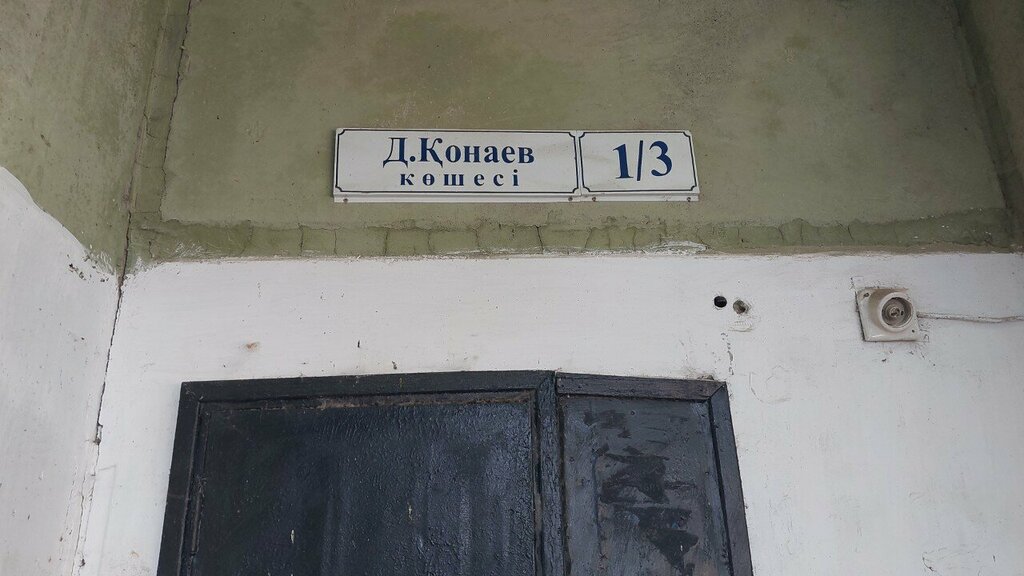 Д.Қонаев
көшесі
1/3